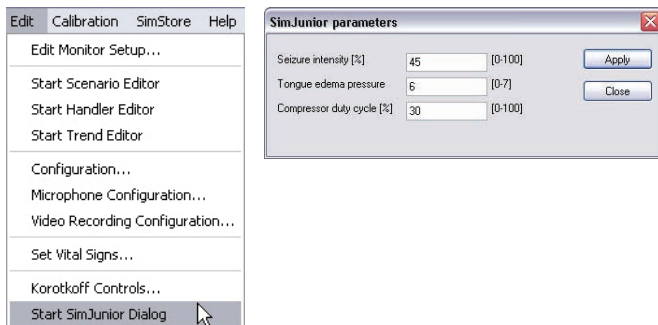 Edit Calibration SimStore Help
Edit Monitor Setup...
Start Scenario Editor
Start Handler Editor
Start Trend Editor
Configuration...
Microphone Configuration...
Video Recording Configuration...
Set Vital Signs...
Korotkoff Controls...
Start SimJunior Dialog
SimJunior parameters
Seizure intensity [%] 45 [0-100] Apply
Tongue edema pressure 6 [0-7] Close
Compressor duty cycle [%] 30 [0-100]